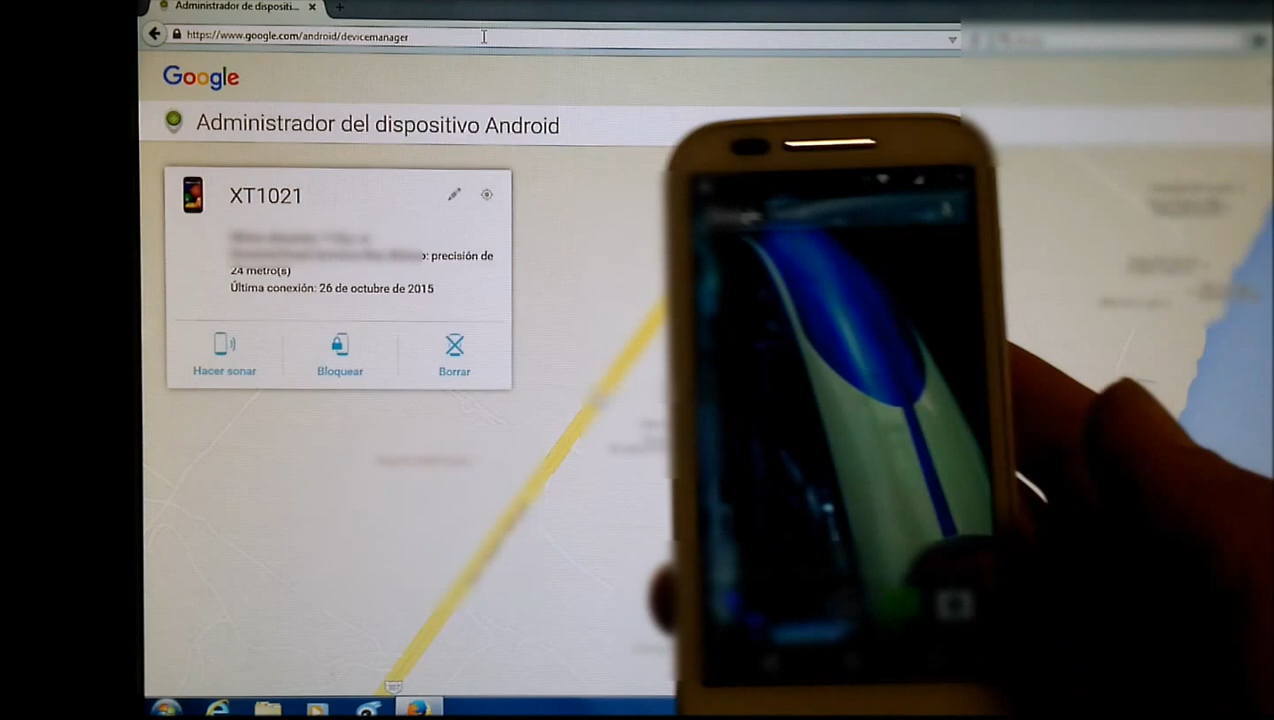 Administrador de dispositi...
https://www.google.com/android/devicemanager
Google
Administrador del dispositivo Android
XT1021
precisión de
24 metro(s)
Última conexión: 26 de octubre de 2015
Hacer sonar
Bloquear
Borrar